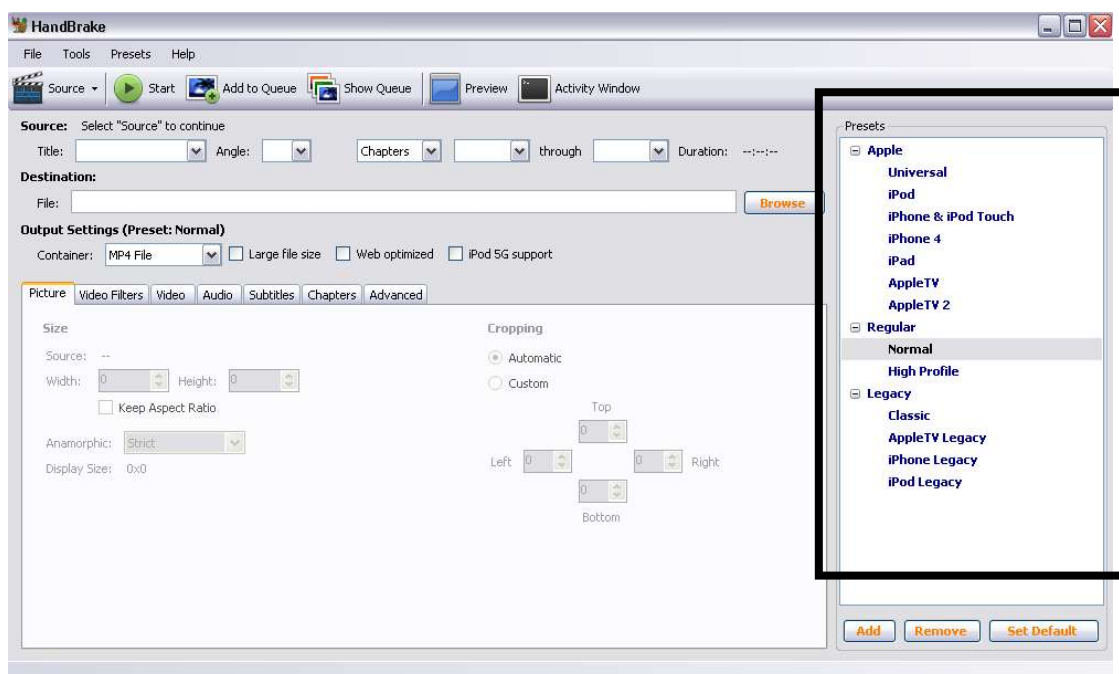 HandBrake
File Tools Presets Help
Source Start Add to Queue Show Queue Preview Activity Window
Source: Select "Source" to continue
Title: Angle: Chapters through Duration: --:--:--
Destination:
File: Browse
Output Settings (Preset: Normal)
Container: MP4 File Large file size Web optimized iPod 5G support
Picture Video Filters Video Audio Subtitles Chapters Advanced
Size
Source: --
Width: 0 Height: 0
Keep Aspect Ratio
Anamorphic: Strict
Display Size: 0x0
Cropping
Automatic
Custom
Top
0
Left 0 0 Right
0
Bottom
Presets
Apple
Universal
iPod
iPhone & iPod Touch
iPhone 4
iPad
AppleTV
AppleTV 2
Regular
Normal
High Profile
Legacy
Classic
AppleTV Legacy
iPhone Legacy
iPod Legacy
Add Remove Set Default